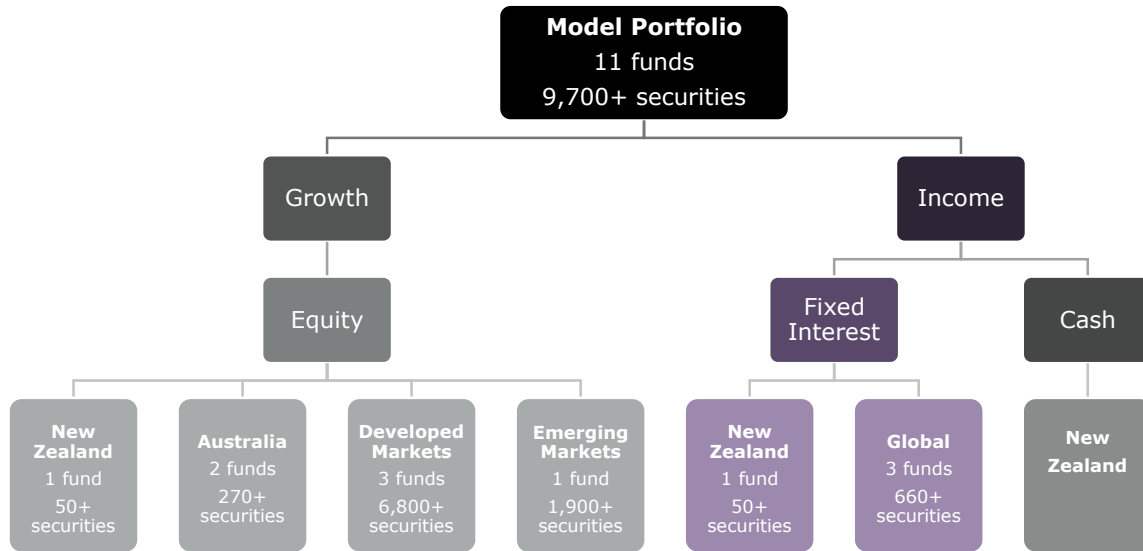 Model Portfolio
11 funds
9,700+ securities
Growth
Income
Equity
Fixed
Interest
Cash
New
Zealand
1 fund
50+
securities
Australia
2 funds
270+
securities
Developed
Markets
3 funds
6,800+
securities
Emerging
Markets
1 fund
1,900+
securities
New
Zealand
1 fund
50+
securities
Global
3 funds
660+
securities
New
Zealand